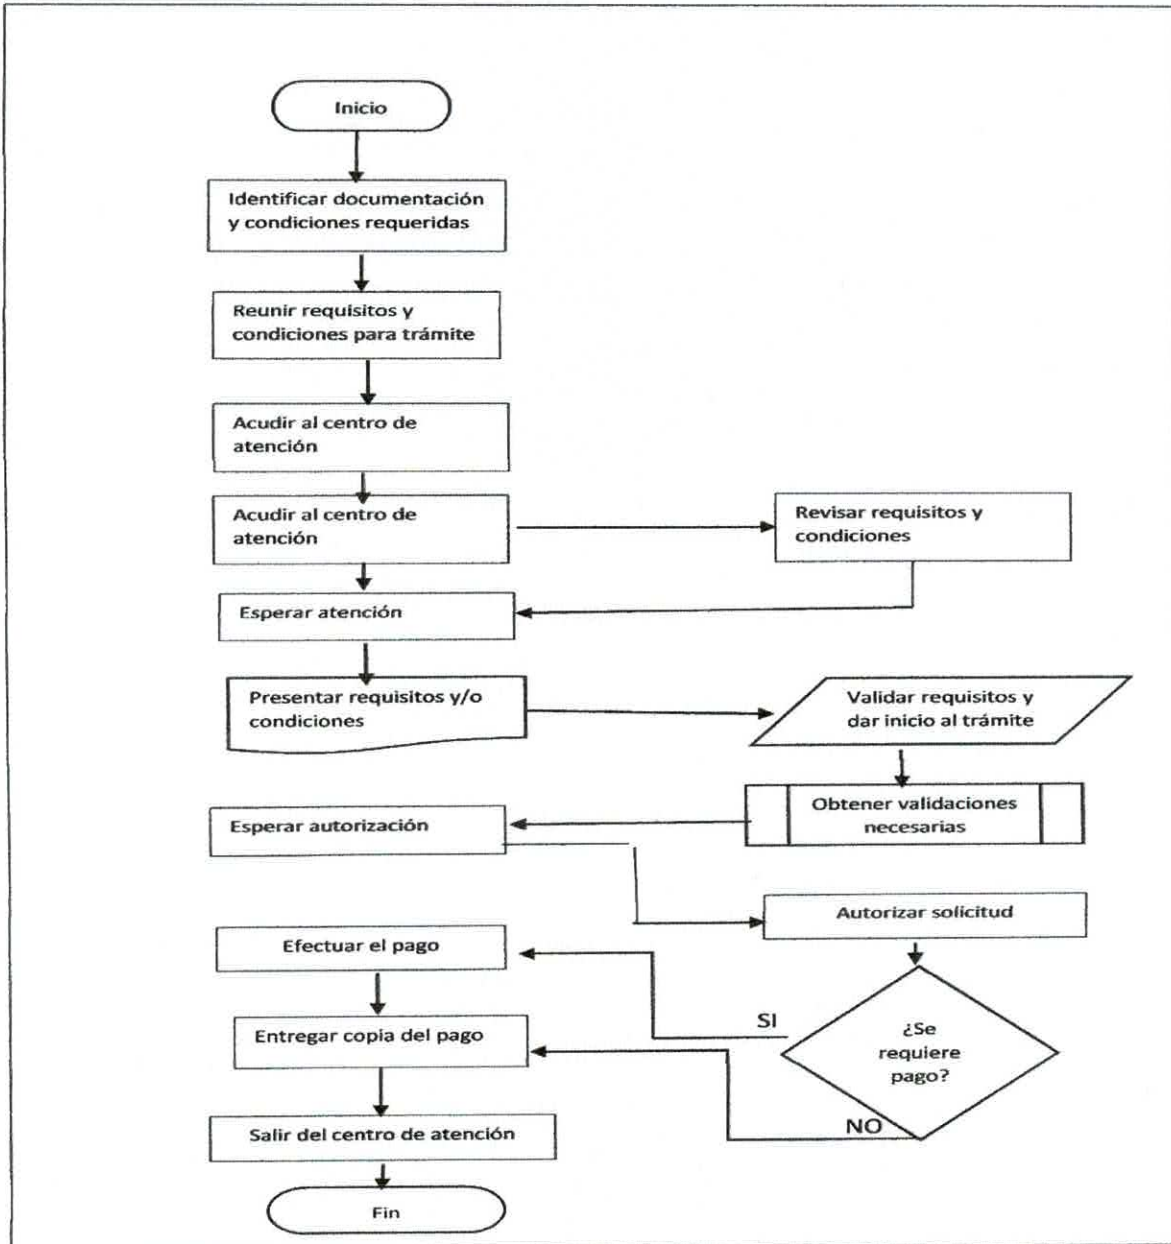 Inicio
Identificar documentación
y condiciones requeridas
Reunir requisitos y
condiciones para trámite
Acudir al centro de
atención
Acudir al centro de
atención
Revisar requisitos y
condiciones
Esperar atención
Presentar requisitos y/o
condiciones
Validar requisitos y
dar inicio al trámite
Obtener validaciones
necesarias
Esperar autorización
Autorizar solicitud
Efectuar el pago
SI
¿Se
requiere
pago?
Entregar copia del pago
NO
Salir del centro de atención
Fin